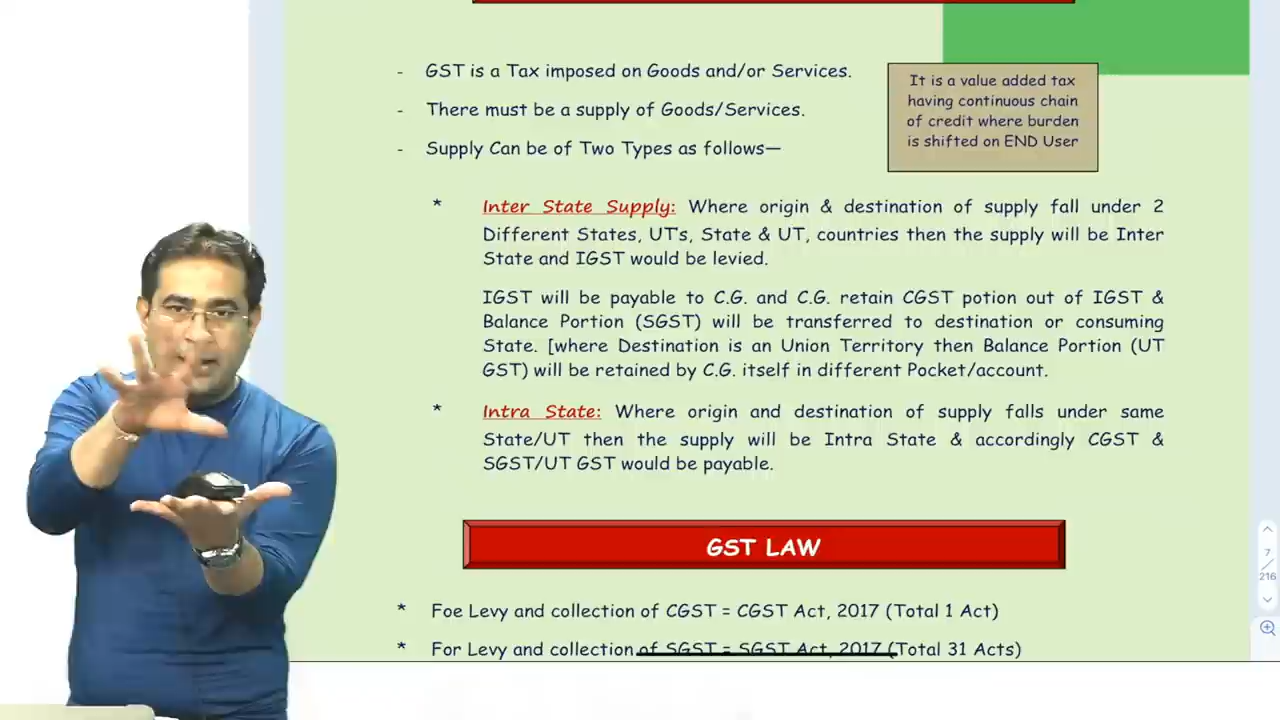 - GST is a Tax imposed on Goods and/or Services.
- There must be a supply of Goods/Services.
- Supply Can be of Two Types as follows—
It is a value added tax
having continuous chain
of credit where burden
is shifted on END User
* Inter State Supply: Where origin & destination of supply fall under 2
Different States, UT's, State & UT, countries then the supply will be Inter
State and IGST would be levied.
IGST will be payable to C.G. and C.G. retain CGST potion out of IGST &
Balance Portion (SGST) will be transferred to destination or consuming
State. [where Destination is an Union Territory then Balance Portion (UT
GST) will be retained by C.G. itself in different Pocket/account.
* Intra State: Where origin and destination of supply falls under same
State/UT then the supply will be Intra State & accordingly CGST &
SGST/UT GST would be payable.
GST LAW
* Foe Levy and collection of CGST = CGST Act, 2017 (Total 1 Act)
* For Levy and collection of SGST = SGST Act, 2017 (Total 31 Acts)
7
/
216